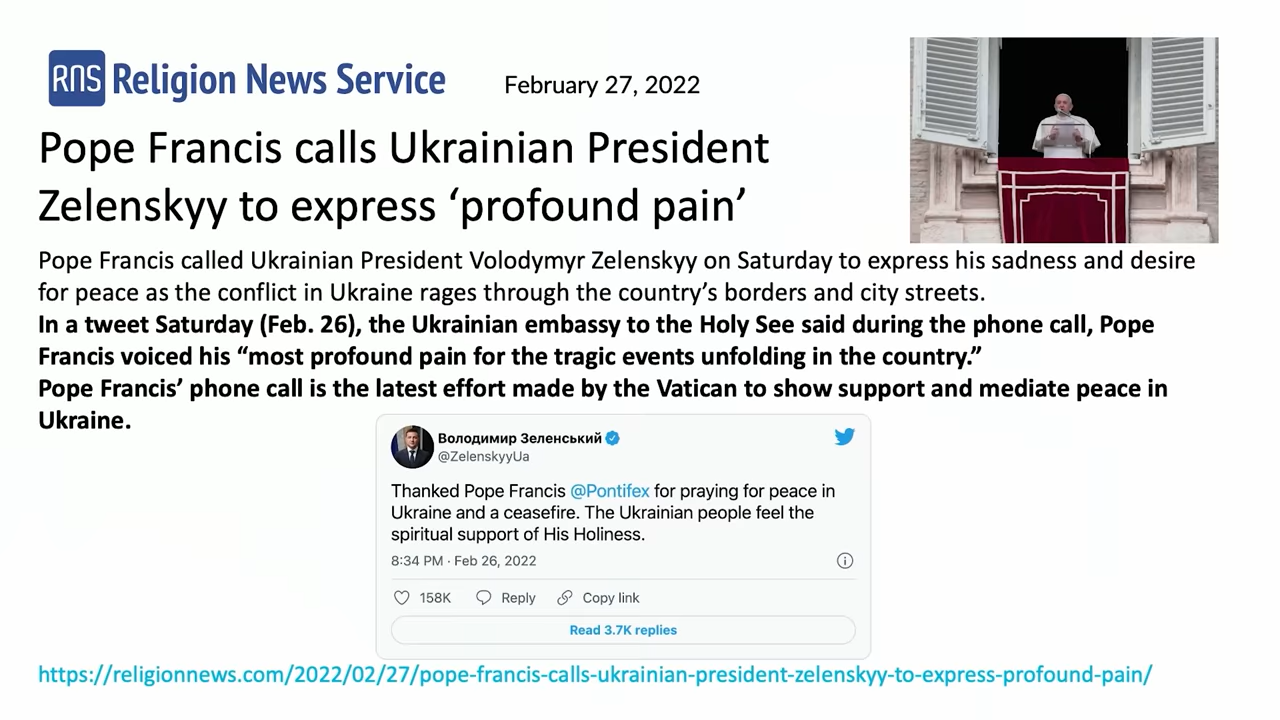 RNS Religion News Service
February 27, 2022
Pope Francis calls Ukrainian President
Zelenskyy to express ‘profound pain’
Pope Francis called Ukrainian President Volodymyr Zelenskyy on Saturday to express his sadness and desire
for peace as the conflict in Ukraine rages through the country’s borders and city streets.
In a tweet Saturday (Feb. 26), the Ukrainian embassy to the Holy See said during the phone call, Pope
Francis voiced his “most profound pain for the tragic events unfolding in the country.”
Pope Francis’ phone call is the latest effort made by the Vatican to show support and mediate peace in
Ukraine.
Володимир Зеленський
@ZelenskyyUa
Thanked Pope Francis @Pontifex for praying for peace in
Ukraine and a ceasefire. The Ukrainian people feel the
spiritual support of His Holiness.
8:34 PM · Feb 26, 2022
158K Reply Copy link
Read 3.7K replies
https://religionnews.com/2022/02/27/pope-francis-calls-ukrainian-president-zelenskyy-to-express-profound-pain/